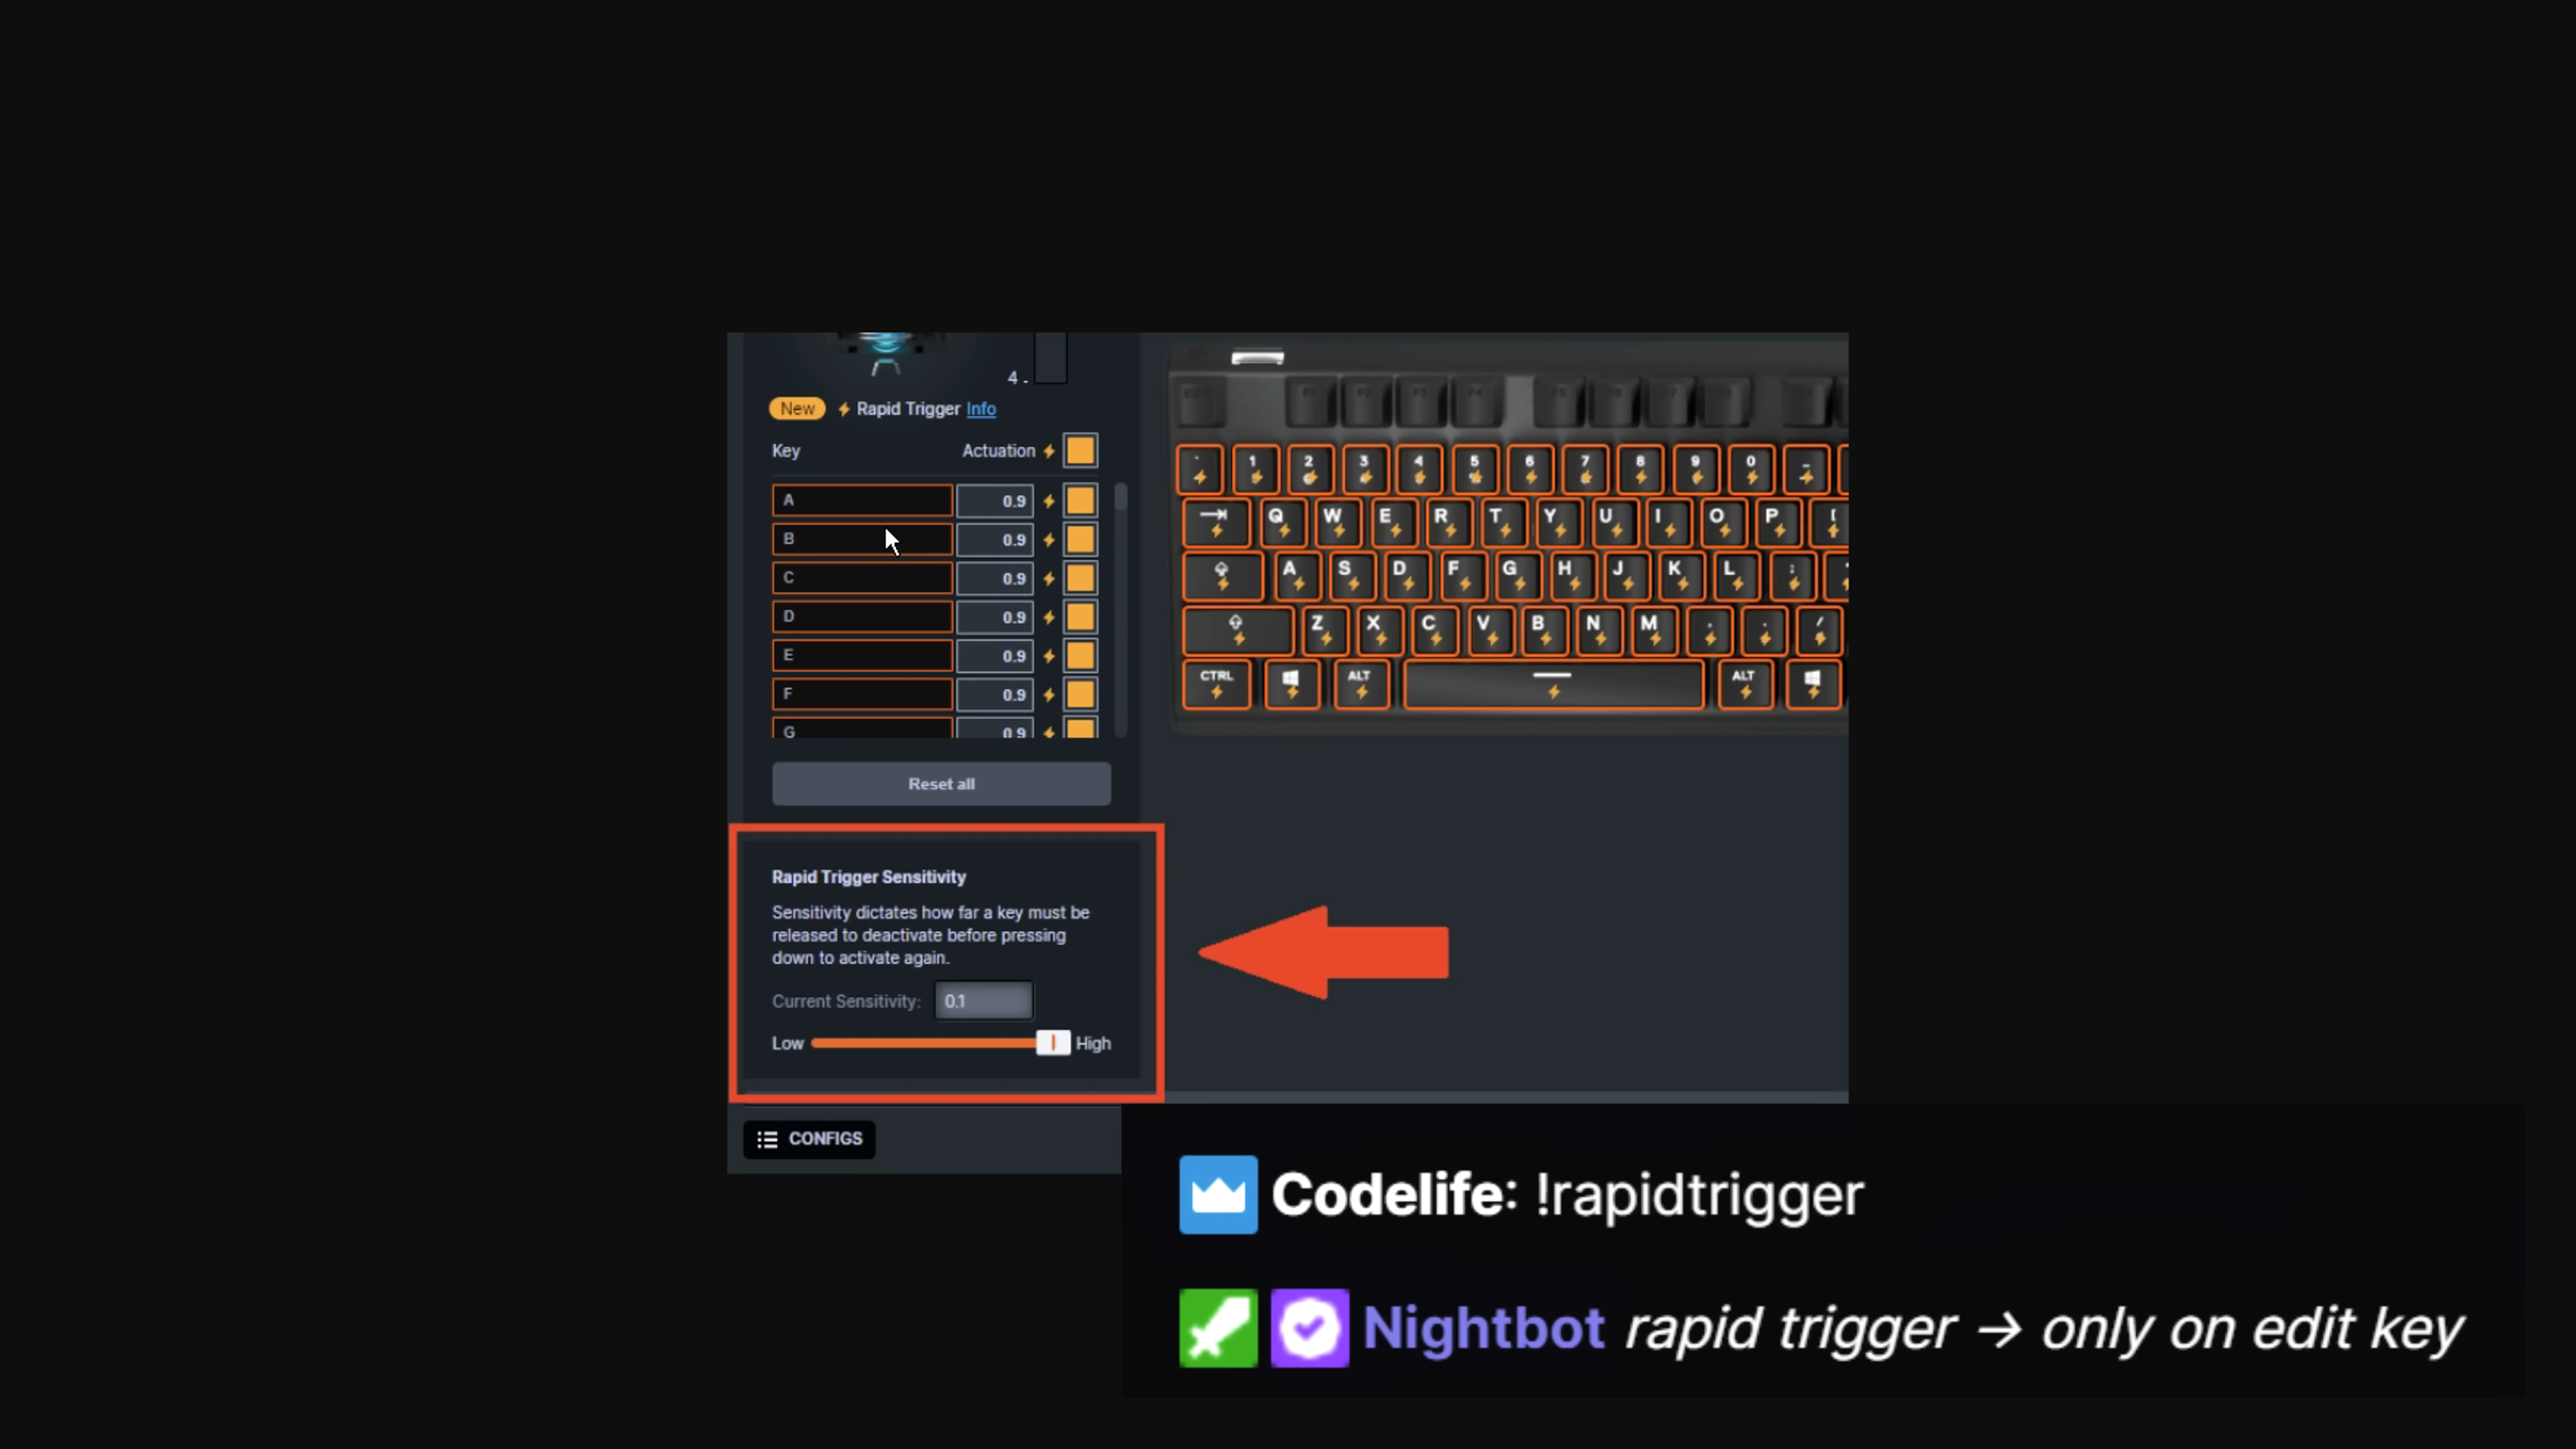 4 -
New Rapid Trigger Info
Key Actuation
A 0.9
B 0.9
C 0.9
D 0.9
E 0.9
F 0.9
G 0.9
Reset all
Rapid Trigger Sensitivity
Sensitivity dictates how far a key must be
released to deactivate before pressing
down to activate again.
Current Sensitivity: 0.1
Low High
CONFIGS
1 2 3 4 5 6 7 8 9 0 -
Q W E R T Y U I O P [
A S D F G H J K L ;
Z X C V B N M , . /
CTRL ALT ALT
Codelife: !rapidtrigger
Nightbot rapid trigger → only on edit key